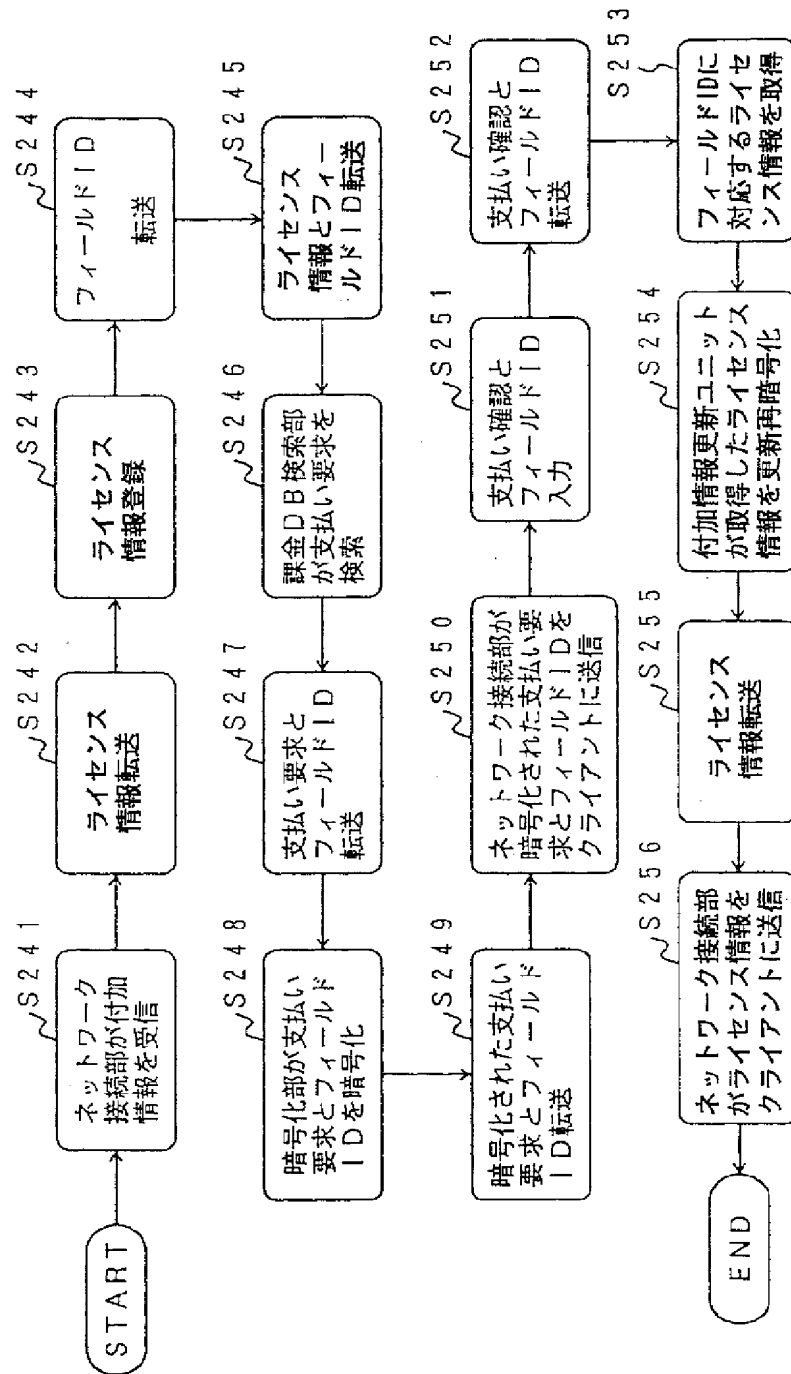 START
S241
ネットワーク
接続部が付加
情報を受信
S242
ライセンス
情報転送
S243
ライセンス
情報登録
S244
フィールドID
転送
S245
ライセンス
情報とフィー
ルドID転送
S246
課金DB検索部
が支払い要求を
検索
S247
支払い要求と
フィールドID
転送
S248
暗号化部が支払い
要求とフィールド
IDを暗号化
S249
暗号化された支払い
要求とフィールド
ID転送
S250
ネットワーク接続部が
暗号化された支払い要
求とフィールドIDを
クライアントに送信
S251
支払い確認と
フィールドID
入力
S252
支払い確認と
フィールドID
転送
S253
フィールドIDに
対応するライセ
ンス情報を取得
S254
付加情報更新ユニット
が取得したライセンス
情報を更新再暗号化
S255
ライセンス
情報転送
S256
ネットワーク接続部
がライセンス情報を
クライアントに送信
END